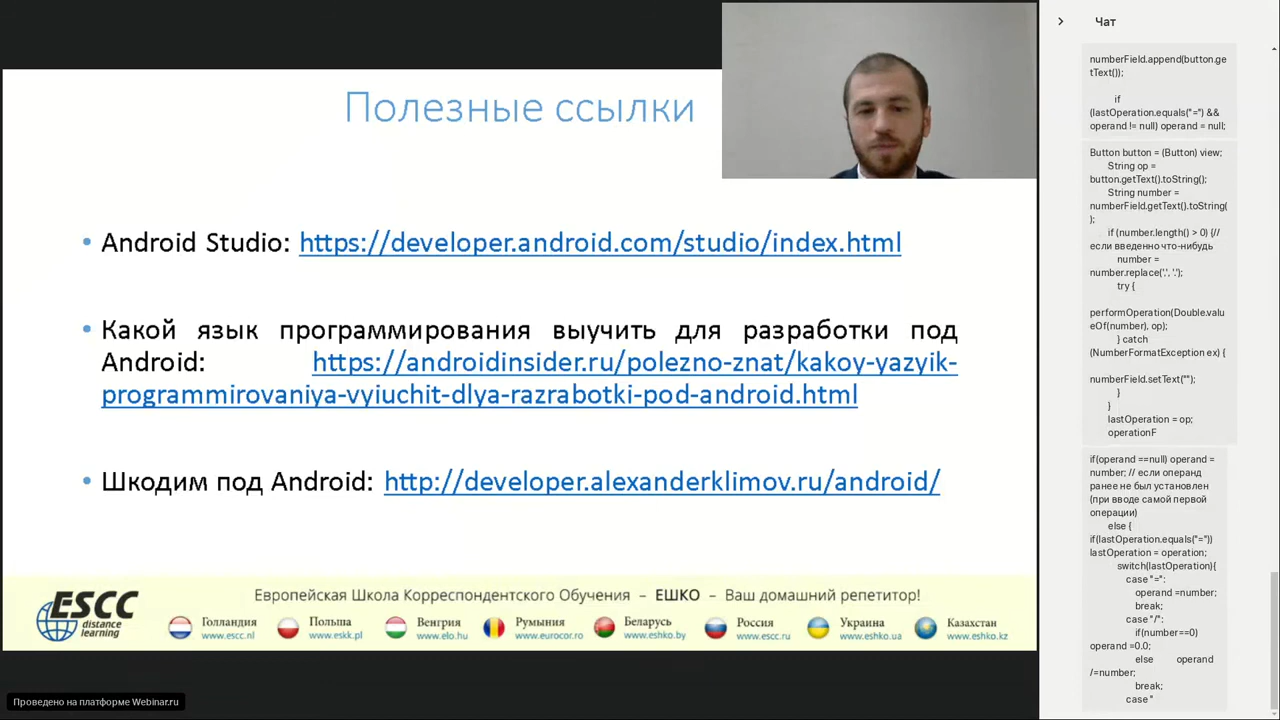 Полезные ссылки
• Android Studio: https://developer.android.com/studio/index.html
• Какой язык программирования выучить для разработки под
Android: https://androidinsider.ru/polezno-znat/kakoy-yazyik-
programmirovaniya-vyiuchit-dlya-razrabotki-pod-android.html
• Шкодим под Android: http://developer.alexanderklimov.ru/android/
ESCC
distance
learning
Европейская Школа Корреспондентского Обучения – ЕШКО – Ваш домашний репетитор!
Голландия
www.escc.nl
Польша
www.eskk.pl
Венгрия
www.elo.hu
Румыния
www.eurocor.ro
Беларусь
www.eshko.by
Россия
www.escc.ru
Украина
www.eshko.ua
Казахстан
www.eshko.kz
Проведено на платформе Webinar.ru
Чат
numberField.append(button.ge
tText());
if
(lastOperation.equals("=") &&
operand != null) operand = null;
Button button = (Button) view;
String op =
button.getText().toString();
String number =
numberField.getText().toString(
);
if (number.length() > 0) {//
если введенно что-нибудь
number =
number.replace(',', '.');
try {
performOperation(Double.valu
eOf(number), op);
} catch
(NumberFormatException ex) {
numberField.setText("");
}
}
lastOperation = op;
operationF
if(operand ==null) operand =
number; // если операнд
ранее не был установлен
(при вводе самой первой
операции)
else {
if(lastOperation.equals("="))
lastOperation = operation;
switch(lastOperation){
case "=":
operand =number;
break;
case "/":
if(number==0)
operand =0.0;
else operand
/=number;
break;
case "